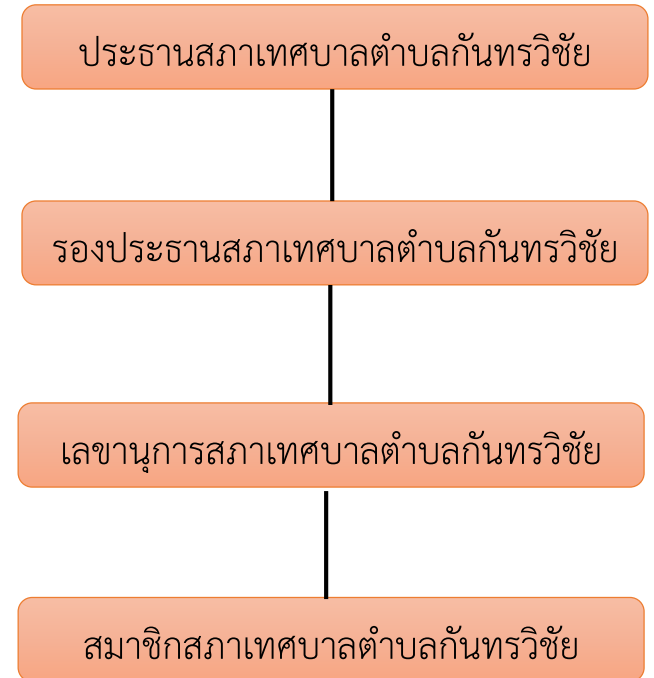 ประธานสภาเทศบาลตำบลกันทรวิชัย
รองประธานสภาเทศบาลตำบลกันทรวิชัย
เลขานุการสภาเทศบาลตำบลกันทรวิชัย
สมาชิกสภาเทศบาลตำบลกันทรวิชัย